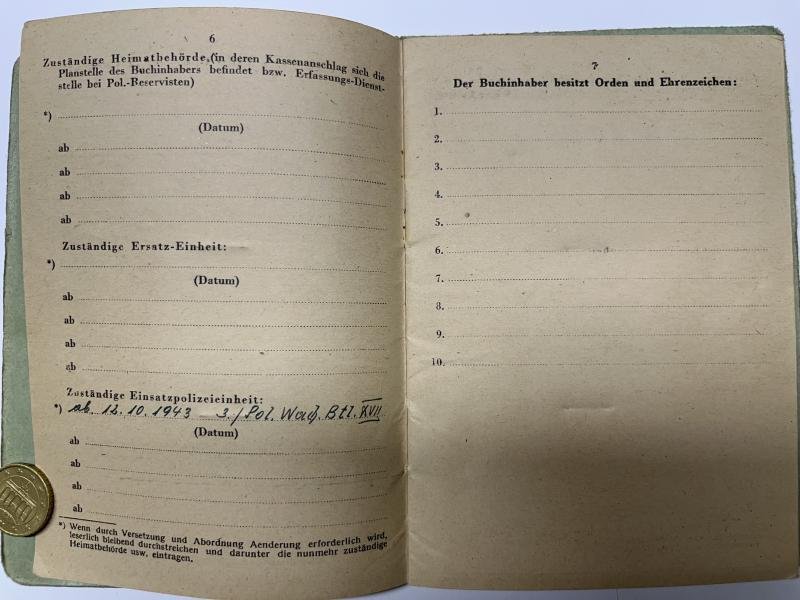 6
Zuständige Heimatbehörde (in deren Kassenanschlag sich die
Planstelle des Buchinhabers befindet bzw. Erfassungs-Dienst-
stelle bei Pol.-Reservisten)
*)
(Datum)
ab
ab
ab
ab
Zuständige Ersatz-Einheit:
*)
(Datum)
ab
ab
ab
ab
Zuständige Einsatzpolizeieinheit:
*) ab 12.10.1943 3./Pol. Wach. Btl. XVII
(Datum)
ab
ab
ab
ab
*) Wenn durch Versetzung und Abordnung Aenderung erforderlich wird,
leserlich bleibend durchstreichen und darunter die nunmehr zuständige
Heimatbehörde usw. eintragen.
7
Der Buchinhaber besitzt Orden und Ehrenzeichen:
1.
2.
3.
4.
5.
6.
7.
8.
9.
10.